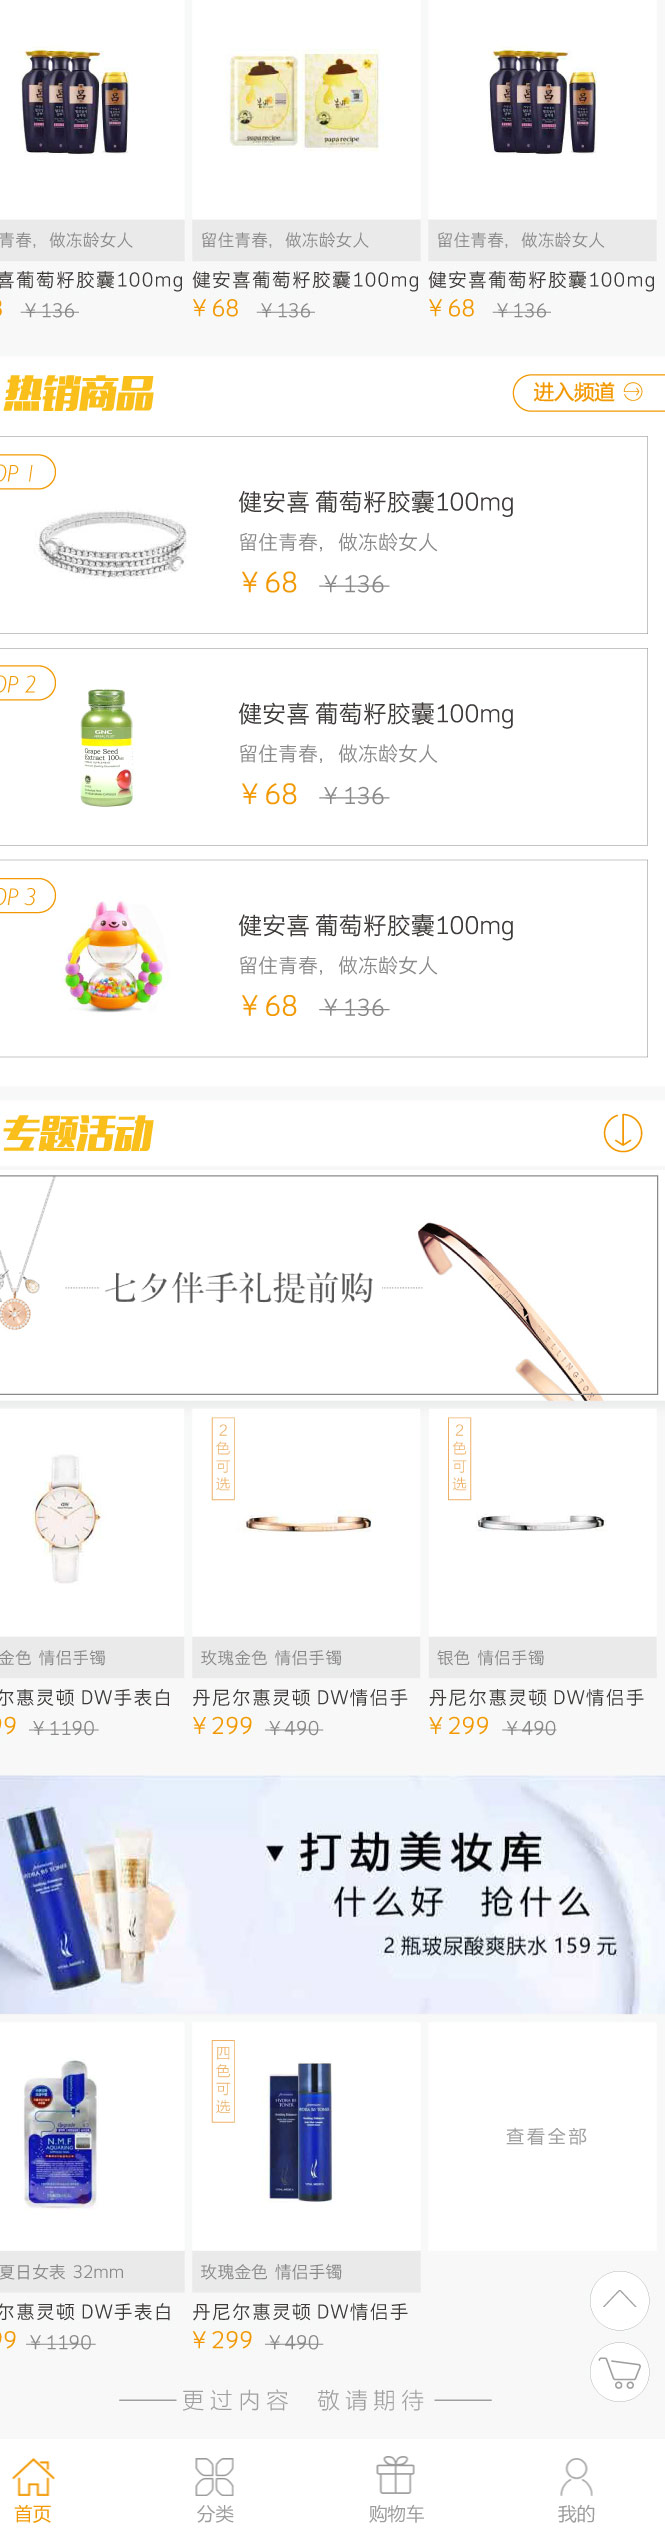 papa recipe
papa recipe
青春，做冻龄女人
留住青春，做冻龄女人
留住青春，做冻龄女人
喜葡萄籽胶囊100mg
健安喜葡萄籽胶囊100mg
健安喜葡萄籽胶囊100mg
￥136
￥68 ￥136
￥68 ￥136
热销商品
进入频道
OP 1
健安喜 葡萄籽胶囊100mg
留住青春，做冻龄女人
￥68 ￥136
OP 2
GNC
Grape Seed
Extract 100
健安喜 葡萄籽胶囊100mg
留住青春，做冻龄女人
￥68 ￥136
OP 3
健安喜 葡萄籽胶囊100mg
留住青春，做冻龄女人
￥68 ￥136
专题活动
七夕伴手礼提前购
2色可选
2色可选
金色 情侣手镯
玫瑰金色 情侣手镯
银色 情侣手镯
尔惠灵顿 DW手表白
丹尼尔惠灵顿 DW情侣手
丹尼尔惠灵顿 DW情侣手
99 ￥1190
￥299 ￥490
￥299 ￥490
打劫美妆库
什么好 抢什么
2 瓶玻尿酸爽肤水 159 元
四色可选
N.M.F
AQUARING
HYDRA B5
TONER
查看全部
夏日女表 32mm
玫瑰金色 情侣手镯
尔惠灵顿 DW手表白
丹尼尔惠灵顿 DW情侣手
99 ￥1190
￥299 ￥490
更过内容 敬请期待
首页
分类
购物车
我的